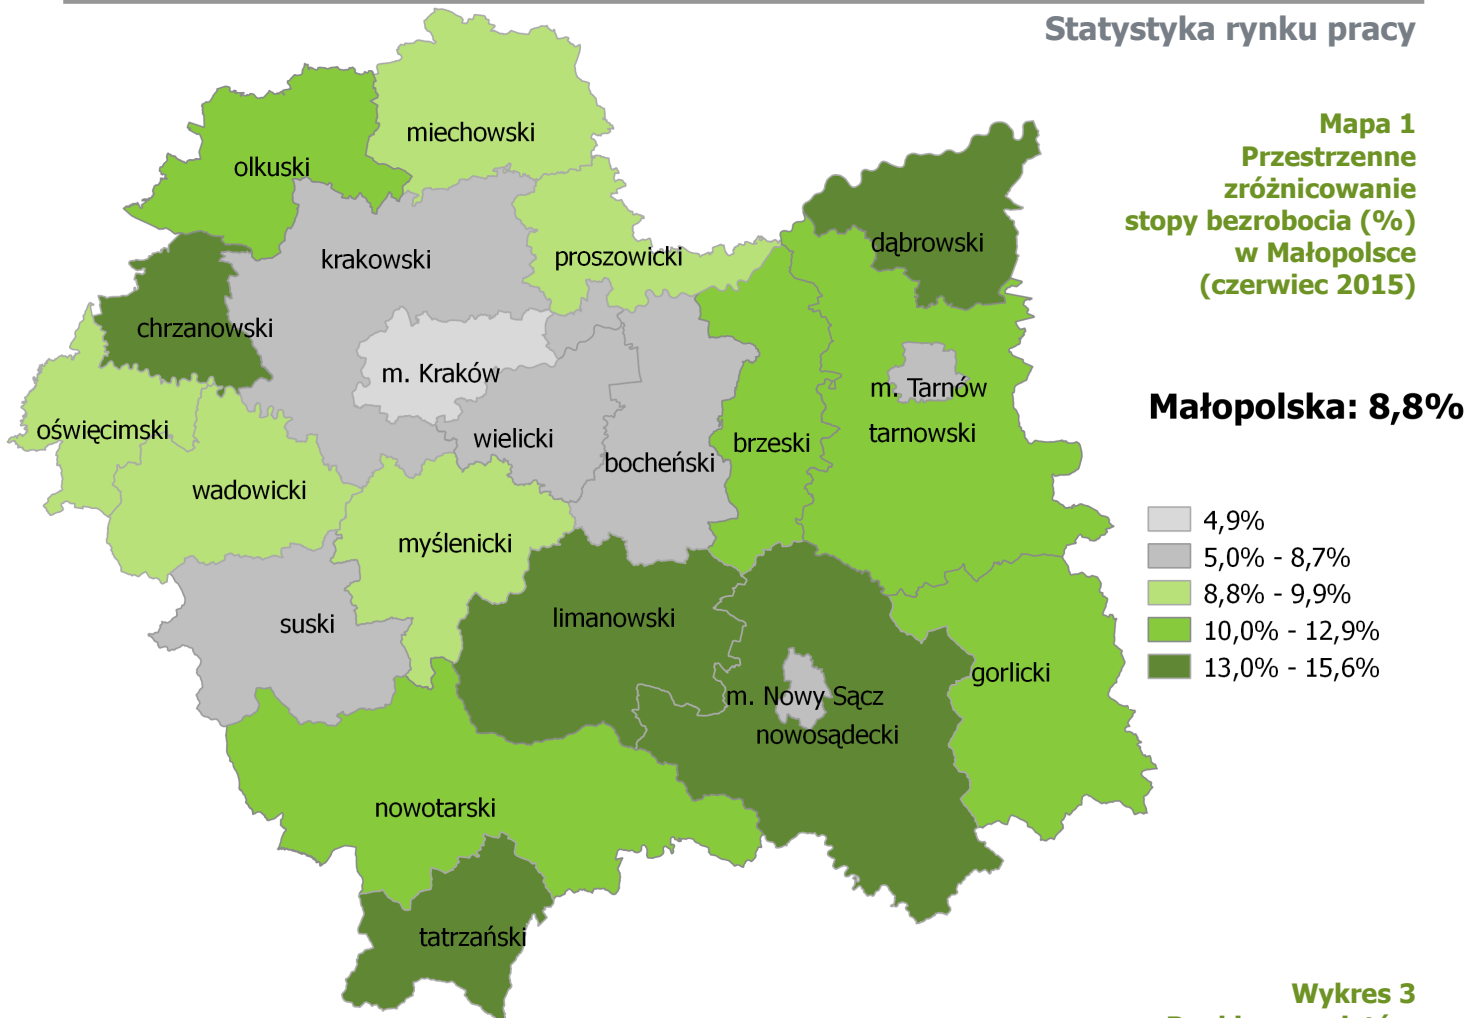 Statystyka rynku pracy
Mapa 1
Przestrzenne
zróżnicowanie
stopy bezrobocia (%)
w Małopolsce
(czerwiec 2015)
miechowski
olkuski
dąbrowski
krakowski
proszowicki
chrzanowski
m. Kraków
m. Tarnów
Małopolska: 8,8%
oświęcimski
wielicki
brzeski
tarnowski
bocheński
wadowicki
myślenicki
4,9%
5,0% - 8,7%
8,8% - 9,9%
10,0% - 12,9%
13,0% - 15,6%
suski
limanowski
gorlicki
m. Nowy Sącz
nowosądecki
nowotarski
tatrzański
Wykres 3